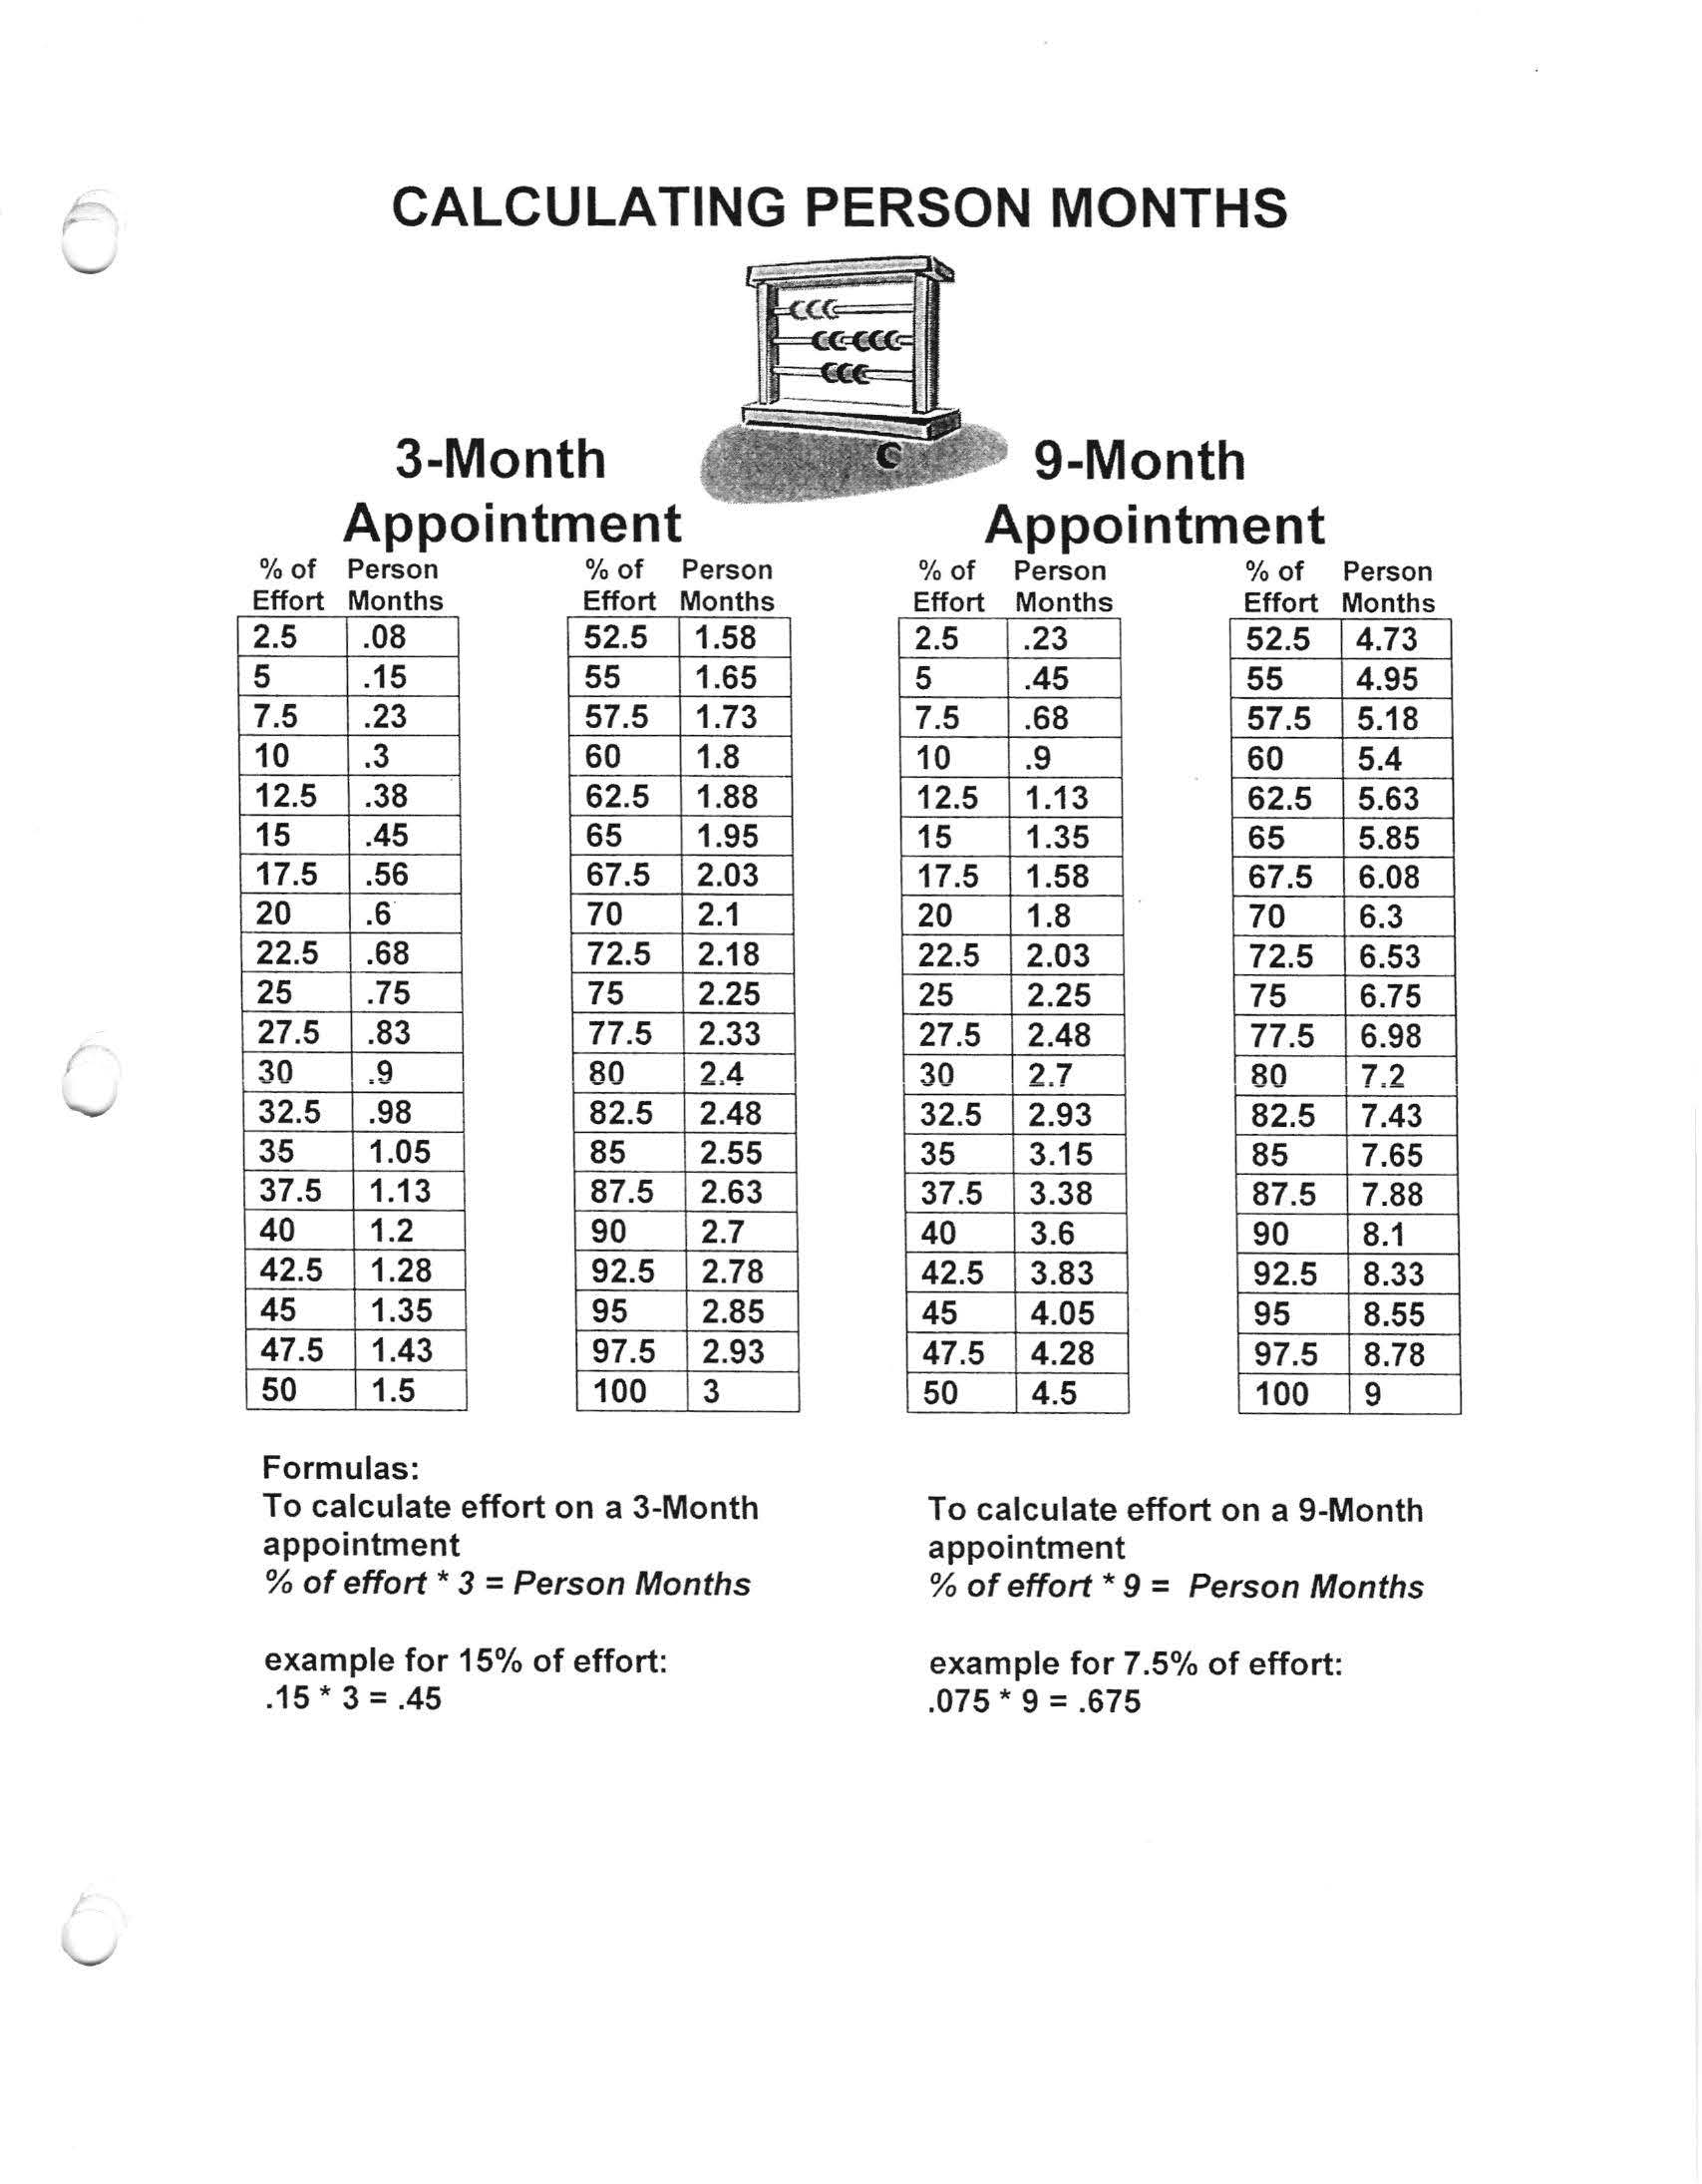 CALCULATING PERSON MONTHS
3-Month 9-Month
Appointment Appointment
% of Person % of Person % of Person % of Person
Effort Months Effort Months Effort Months Effort Months
2.5 .08 52.5 1.58 2.5 .23 52.5 4.73
5 .15 55 1.65 5 .45 55 4.95
7.5 .23 57.5 1.73 7.5 .68 57.5 5.18
10 .3 60 1.8 10 .9 60 5.4
12.5 .38 62.5 1.88 12.5 1.13 62.5 5.63
15 .45 65 1.95 15 1.35 65 5.85
17.5 .56 67.5 2.03 17.5 1.58 67.5 6.08
20 .6 70 2.1 20 1.8 70 6.3
22.5 .68 72.5 2.18 22.5 2.03 72.5 6.53
25 .75 75 2.25 25 2.25 75 6.75
27.5 .83 77.5 2.33 27.5 2.48 77.5 6.98
30 .9 80 2.4 30 2.7 80 7.2
32.5 .98 82.5 2.48 32.5 2.93 82.5 7.43
35 1.05 85 2.55 35 3.15 85 7.65
37.5 1.13 87.5 2.63 37.5 3.38 87.5 7.88
40 1.2 90 2.7 40 3.6 90 8.1
42.5 1.28 92.5 2.78 42.5 3.83 92.5 8.33
45 1.35 95 2.85 45 4.05 95 8.55
47.5 1.43 97.5 2.93 47.5 4.28 97.5 8.78
50 1.5 100 3 50 4.5 100 9
Formulas:
To calculate effort on a 3-Month
appointment
% of effort * 3 = Person Months
example for 15% of effort:
.15 * 3 = .45
To calculate effort on a 9-Month
appointment
% of effort * 9 = Person Months
example for 7.5% of effort:
.075 * 9 = .675